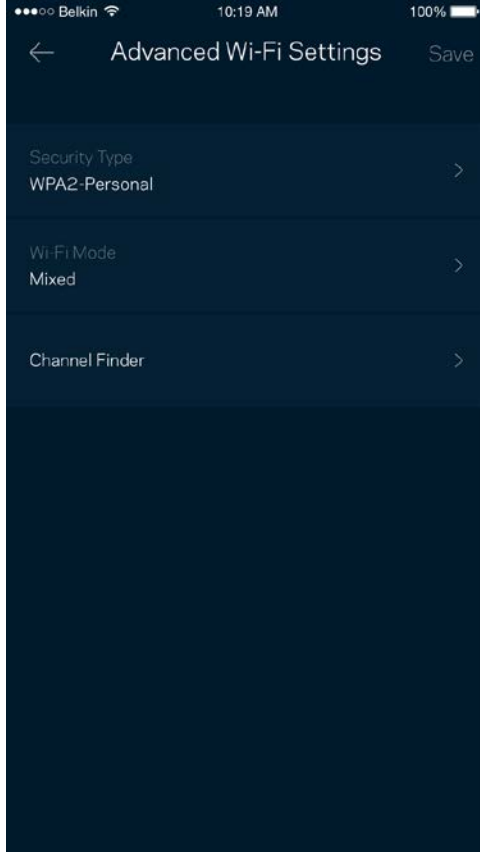 Belkin 10:19 AM 100%
Advanced Wi-Fi Settings Save
Security Type
WPA2-Personal
Wi-Fi Mode
Mixed
Channel Finder